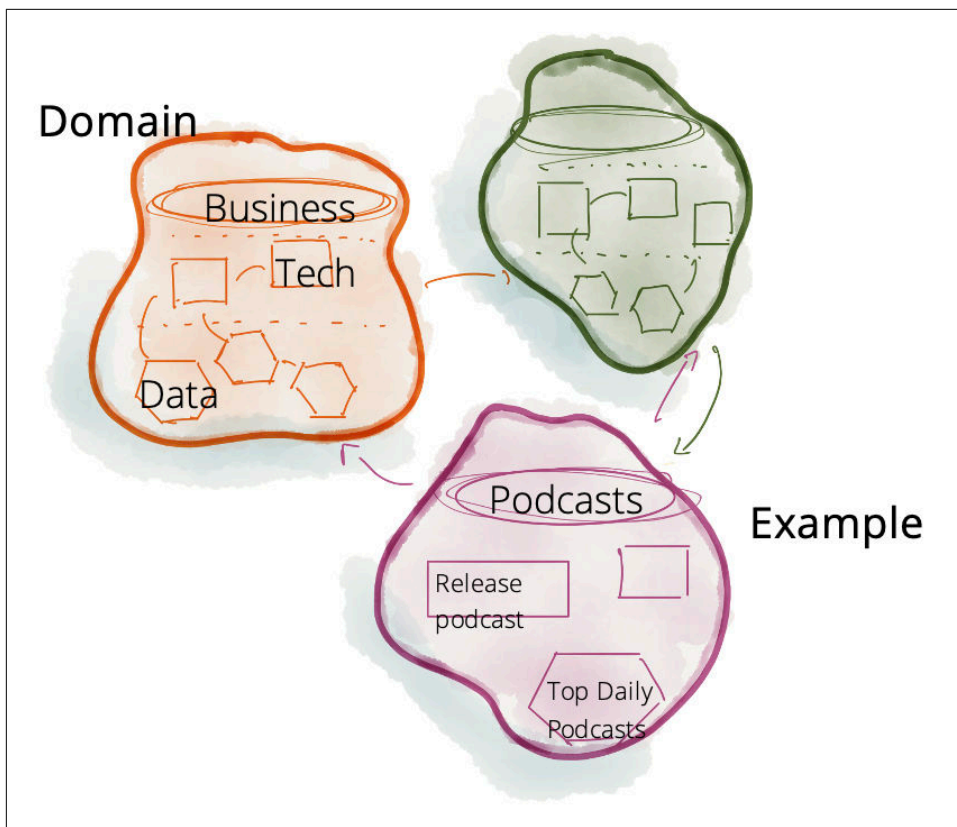 Domain
Business
Tech
Data
Podcasts
Example
Release
podcast
Top Daily
Podcasts